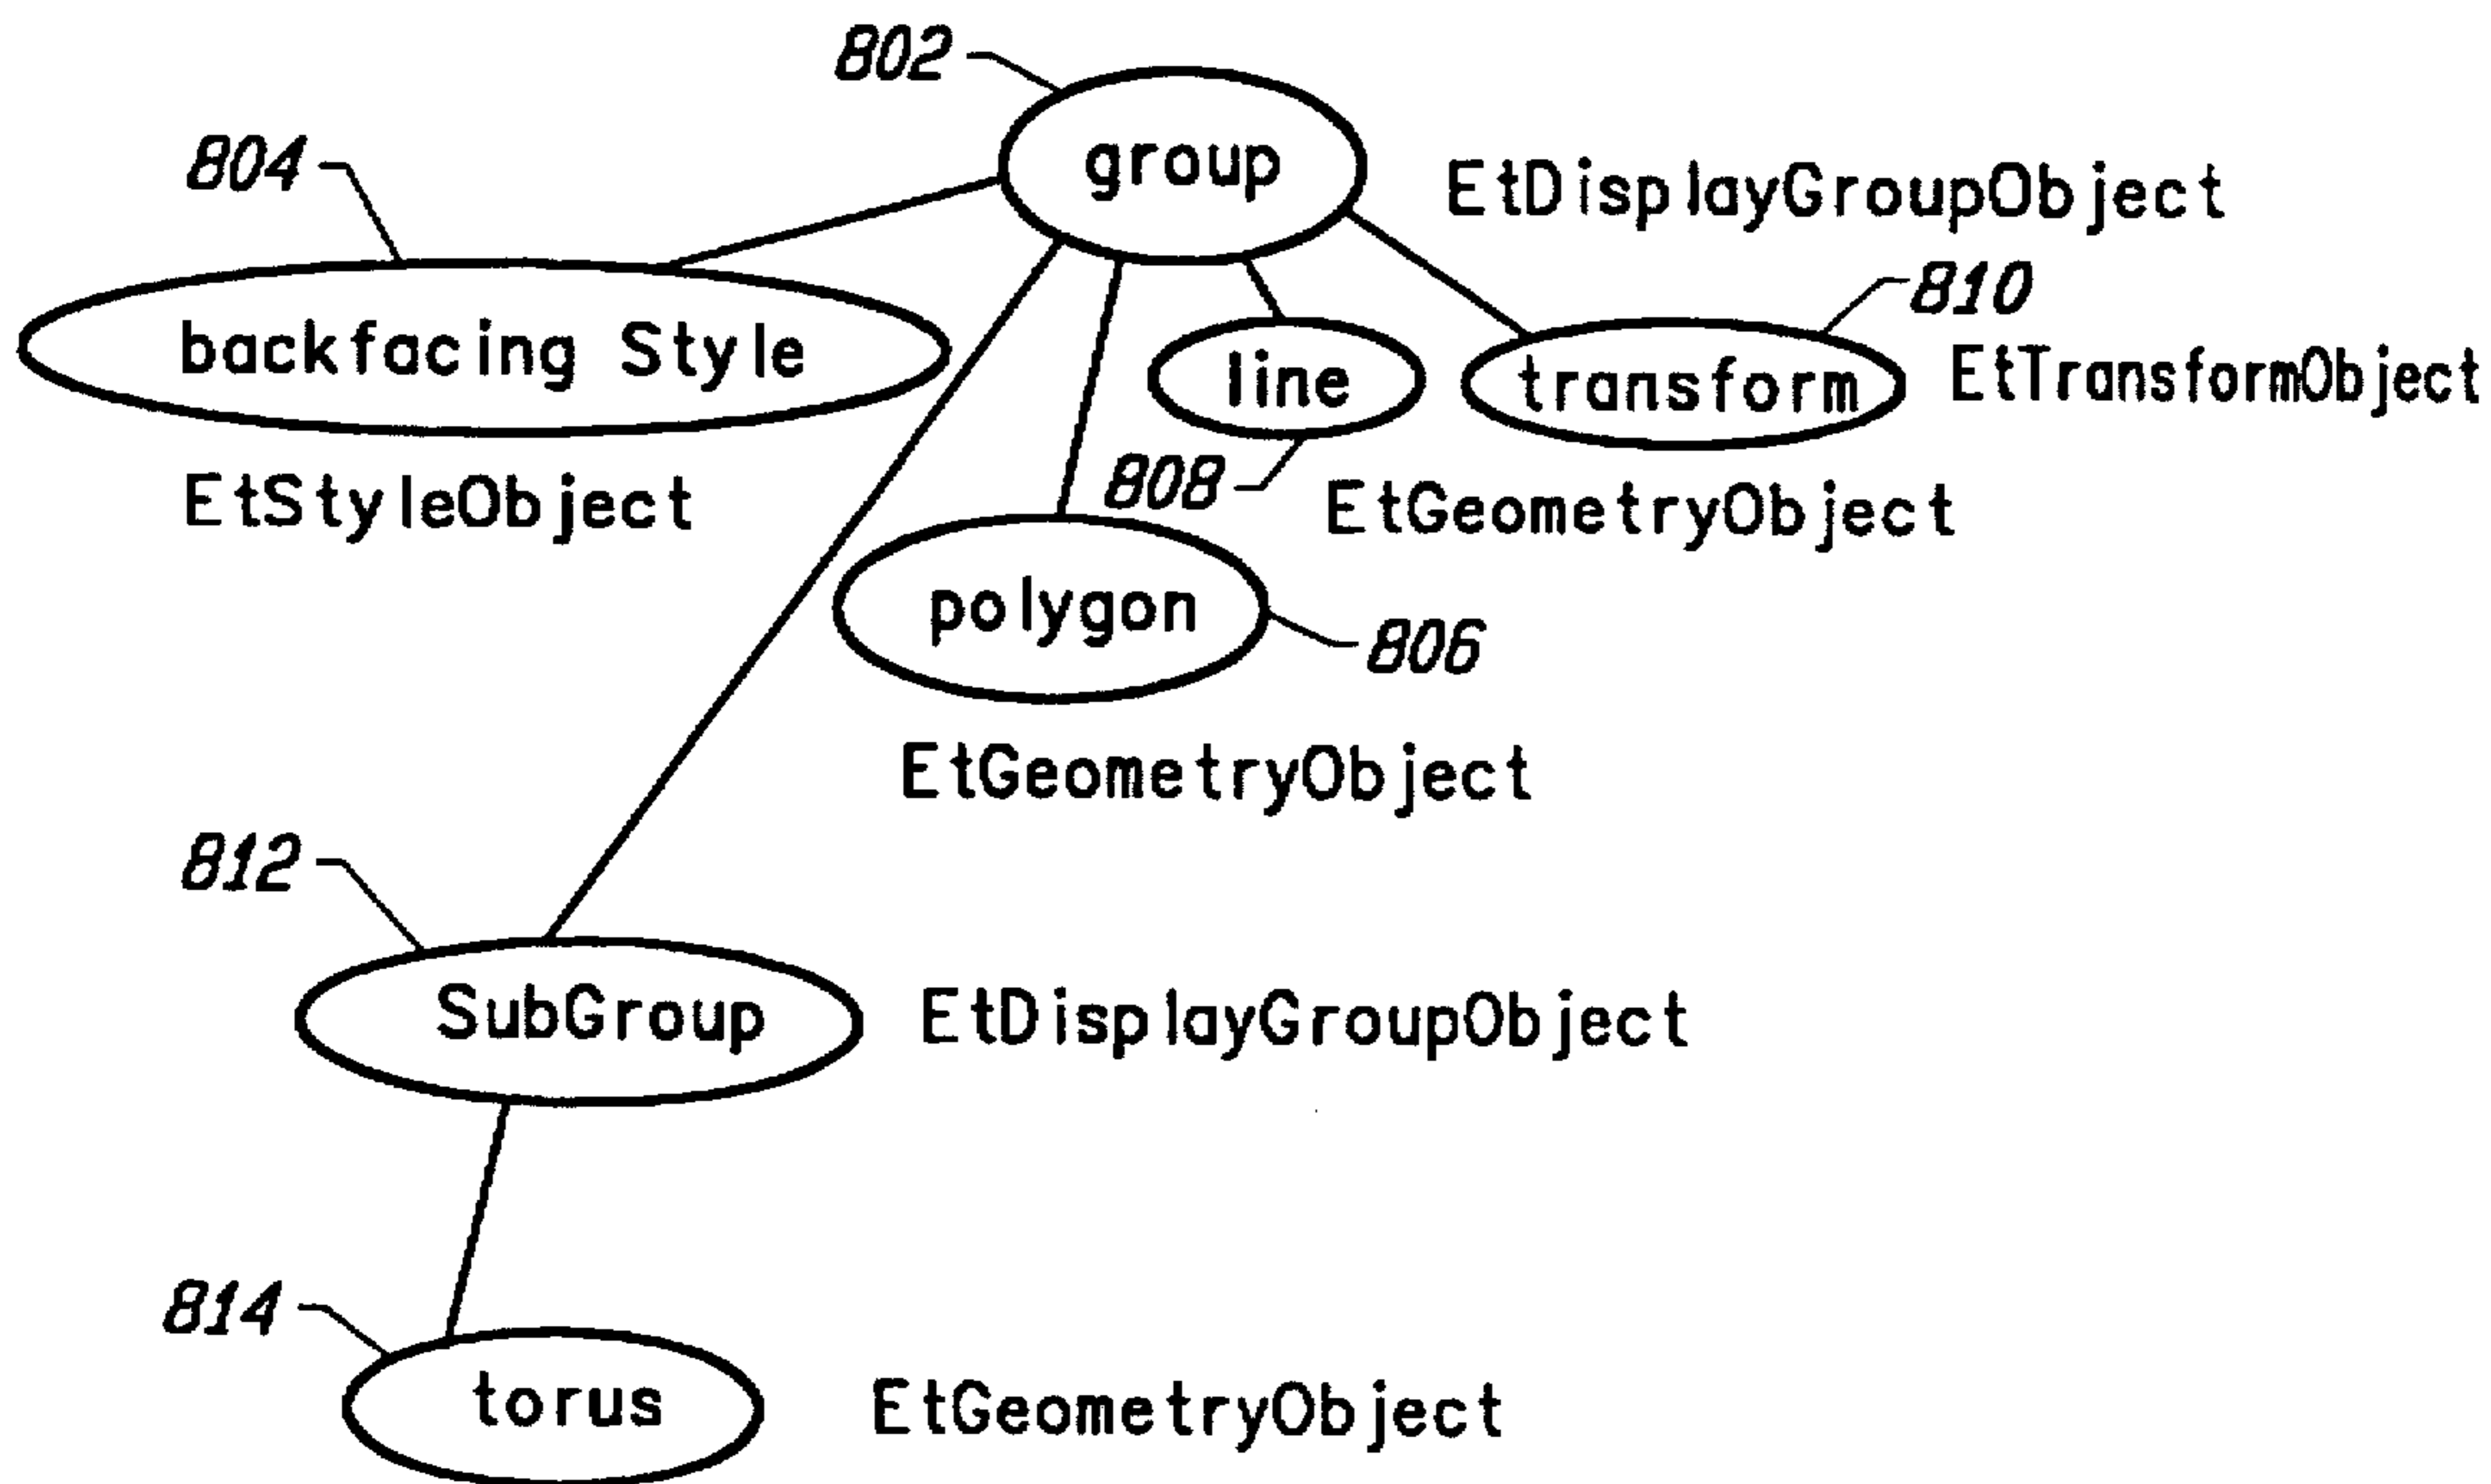 802
group
804
EtDisplayGroupObject
810
backfacing Style
line
transform
EtTransformObject
EtStyleObject
808
EtGeometryObject
polygon
806
EtGeometryObject
812
SubGroup
EtDisplayGroupObject
814
torus
EtGeometryObject